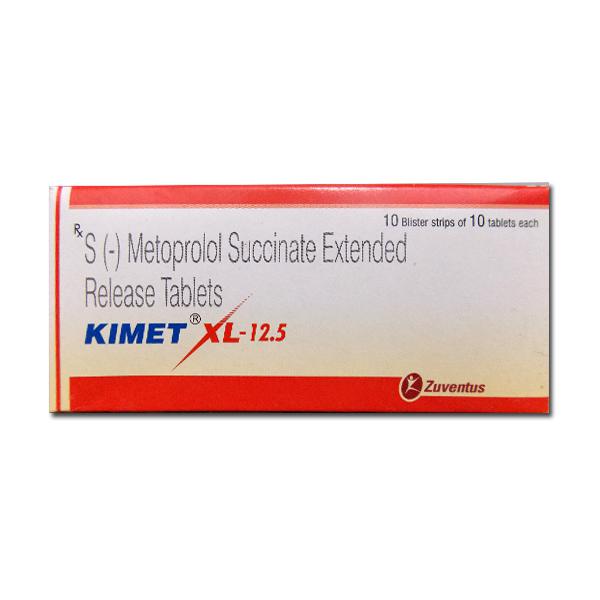 10 Blister strips of 10 tablets each
Rx S (-) Metoprolol Succinate Extended
Release Tablets
KIMET® XL-12.5
Zuventus